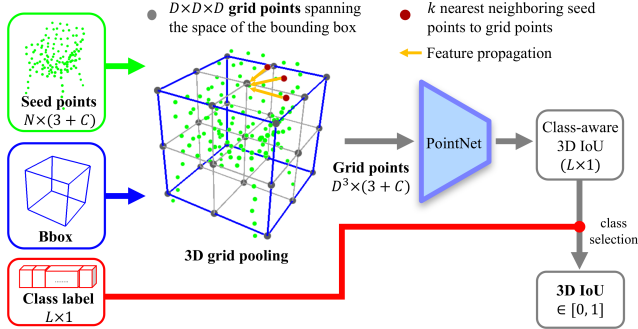 D×D×D grid points spanning
the space of the bounding box
k nearest neighboring seed
points to grid points
Feature propagation
Seed points
N×(3 + C)
Bbox
Class label
L×1
3D grid pooling
Grid points
D³×(3 + C)
PointNet
Class-aware
3D IoU
(L×1)
class
selection
3D IoU
∈ [0, 1]